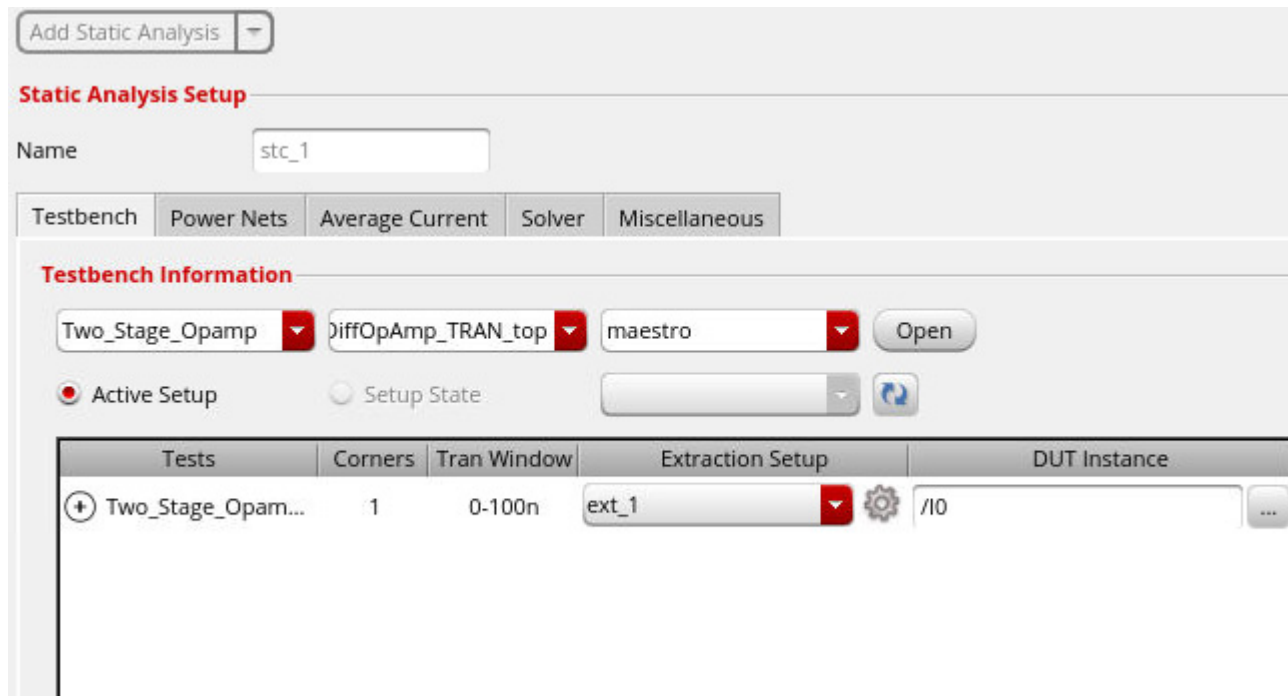 Add Static Analysis
Static Analysis Setup
Name stc_1
Testbench Power Nets Average Current Solver Miscellaneous
Testbench Information
Two_Stage_Opamp DiffOpAmp_TRAN_top maestro Open
Active Setup Setup State
Tests Corners Tran Window Extraction Setup DUT Instance
Two_Stage_Opam... 1 0-100n ext_1 /I0 ...